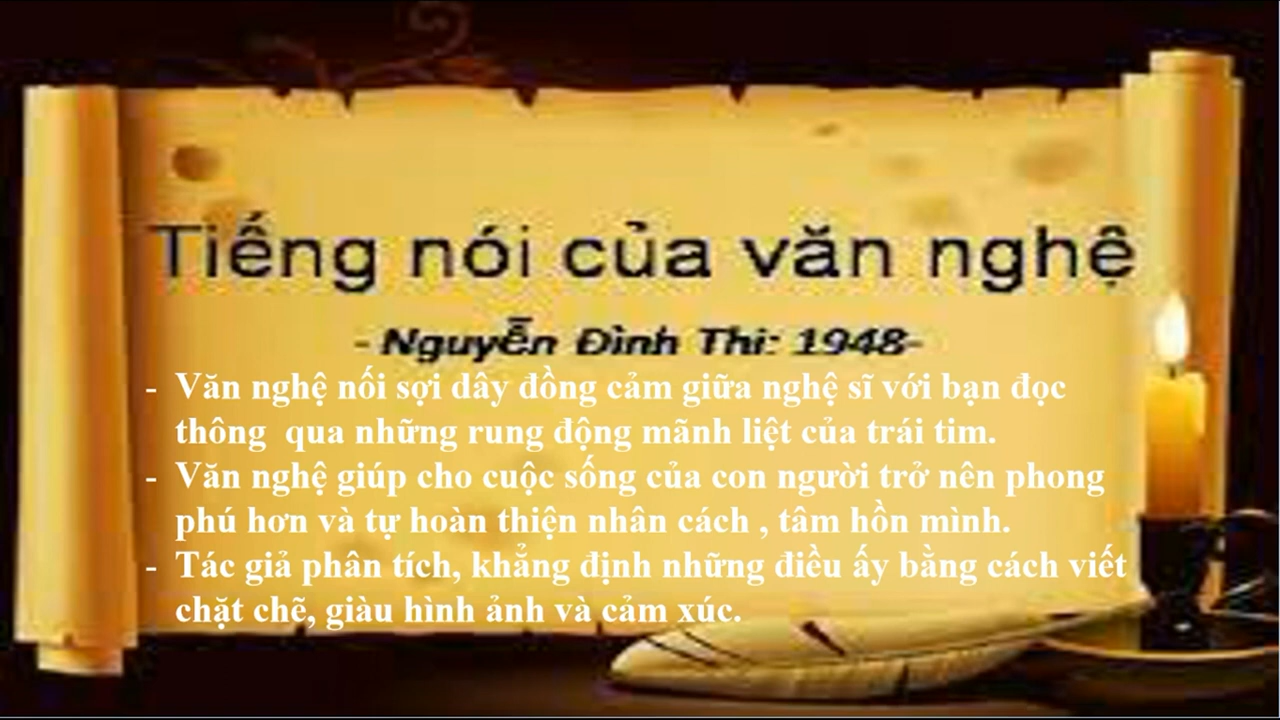 Tiếng nói của văn nghệ
- Nguyễn Đình Thi: 1948-
- Văn nghệ nối sợi dây đồng cảm giữa nghệ sĩ với bạn đọc
thông qua những rung động mãnh liệt của trái tim.
- Văn nghệ giúp cho cuộc sống của con người trở nên phong
phú hơn và tự hoàn thiện nhân cách , tâm hồn mình.
- Tác giả phân tích, khẳng định những điều ấy bằng cách viết
chặt chẽ, giàu hình ảnh và cảm xúc.